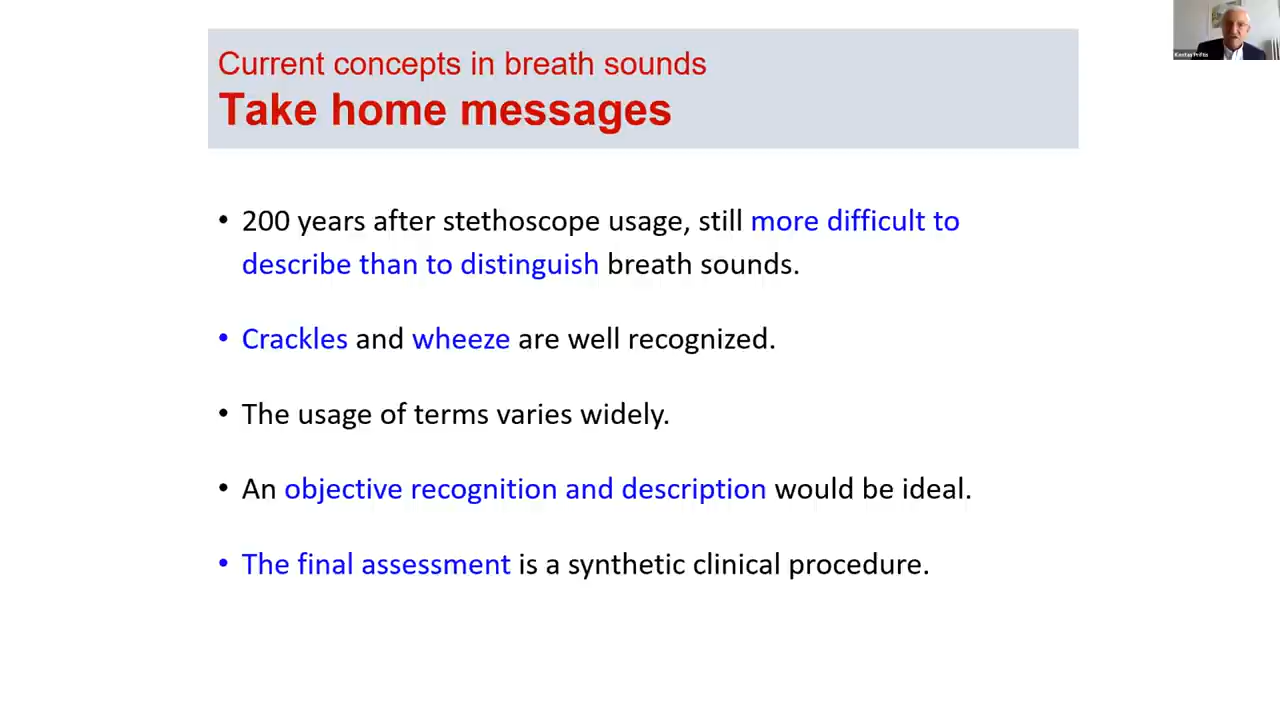 Current concepts in breath sounds
Take home messages
• 200 years after stethoscope usage, still more difficult to
describe than to distinguish breath sounds.
• Crackles and wheeze are well recognized.
• The usage of terms varies widely.
• An objective recognition and description would be ideal.
• The final assessment is a synthetic clinical procedure.